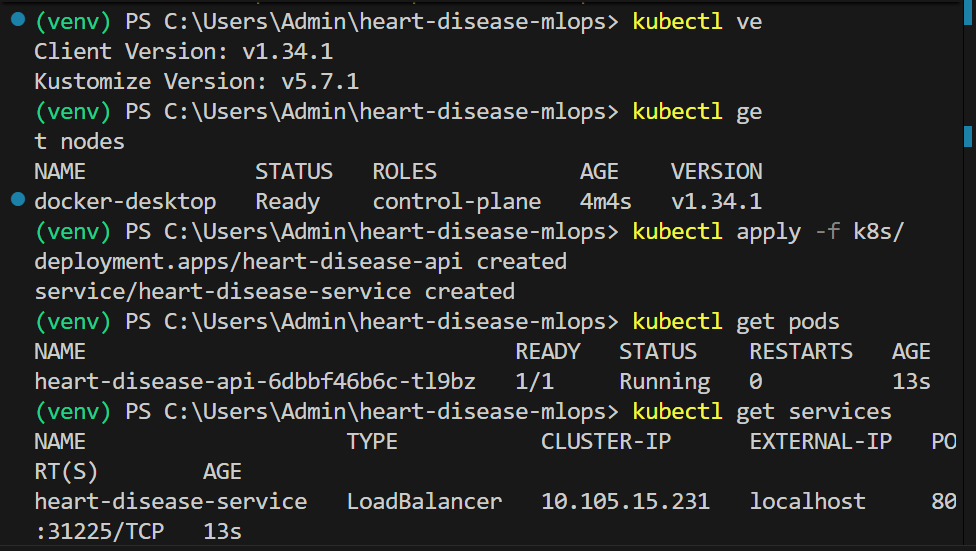 (venv) PS C:\Users\Admin\heart-disease-mlops> kubectl ve
Client Version: v1.34.1
Kustomize Version: v5.7.1
(venv) PS C:\Users\Admin\heart-disease-mlops> kubectl ge
t nodes
NAME STATUS ROLES AGE VERSION
docker-desktop Ready control-plane 4m4s v1.34.1
(venv) PS C:\Users\Admin\heart-disease-mlops> kubectl apply -f k8s/
deployment.apps/heart-disease-api created
service/heart-disease-service created
(venv) PS C:\Users\Admin\heart-disease-mlops> kubectl get pods
NAME READY STATUS RESTARTS AGE
heart-disease-api-6dbbf46b6c-tl9bz 1/1 Running 0 13s
(venv) PS C:\Users\Admin\heart-disease-mlops> kubectl get services
NAME TYPE CLUSTER-IP EXTERNAL-IP PO
RT(S) AGE
heart-disease-service LoadBalancer 10.105.15.231 localhost 80
:31225/TCP 13s